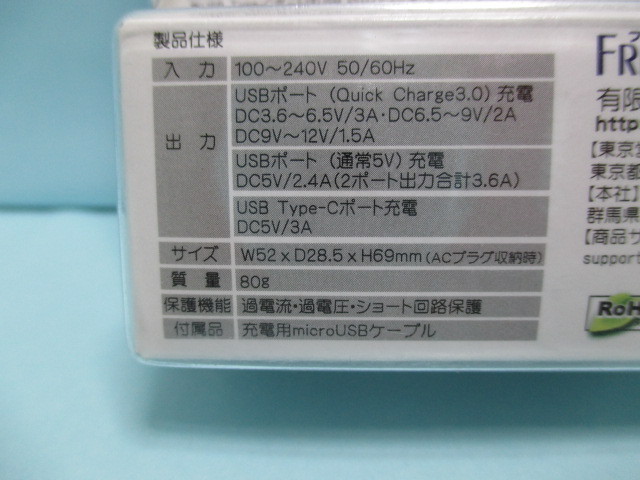 製品仕様
入力 100〜240V 50/60Hz
出力
USBポート (Quick Charge3.0) 充電
DC3.6〜6.5V/3A・DC6.5〜9V/2A
DC9V〜12V/1.5A
USBポート (通常5V) 充電
DC5V/2.4A(2ポート出力合計3.6A)
USB Type-Cポート充電
DC5V/3A
サイズ W52 x D28.5 x H69mm (ACプラグ収納時)
質量 80g
保護機能 過電流・過電圧・ショート回路保護
付属品 充電用microUSBケーブル
FR
有限
http
【東京
東京都
【本社】
群馬県
【商品サ
support
RoH